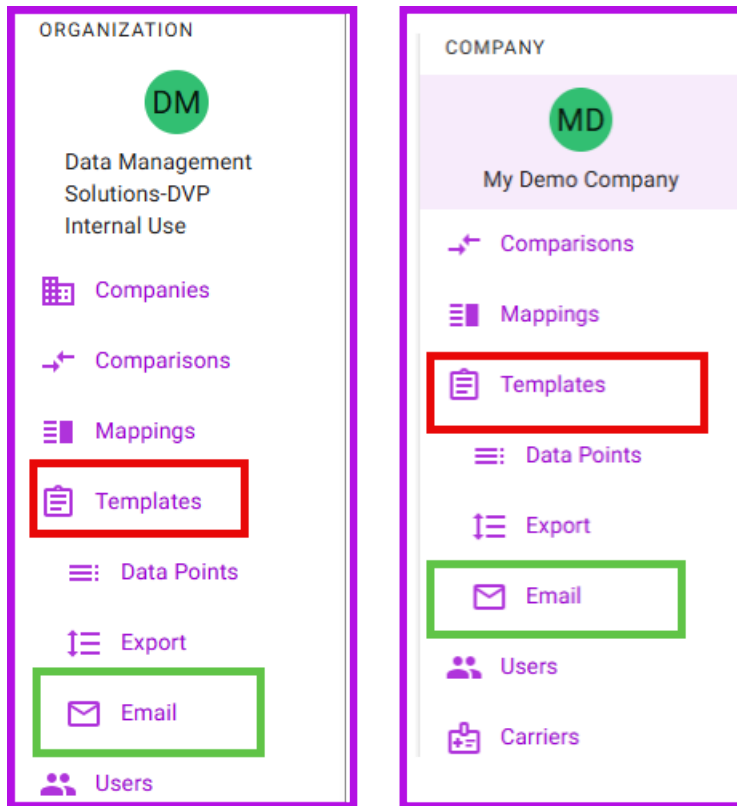 ORGANIZATION
DM
Data Management
Solutions-DVP
Internal Use
Companies
Comparisons
Mappings
Templates
Data Points
Export
Email
Users
COMPANY
MD
My Demo Company
Comparisons
Mappings
Templates
Data Points
Export
Email
Users
Carriers